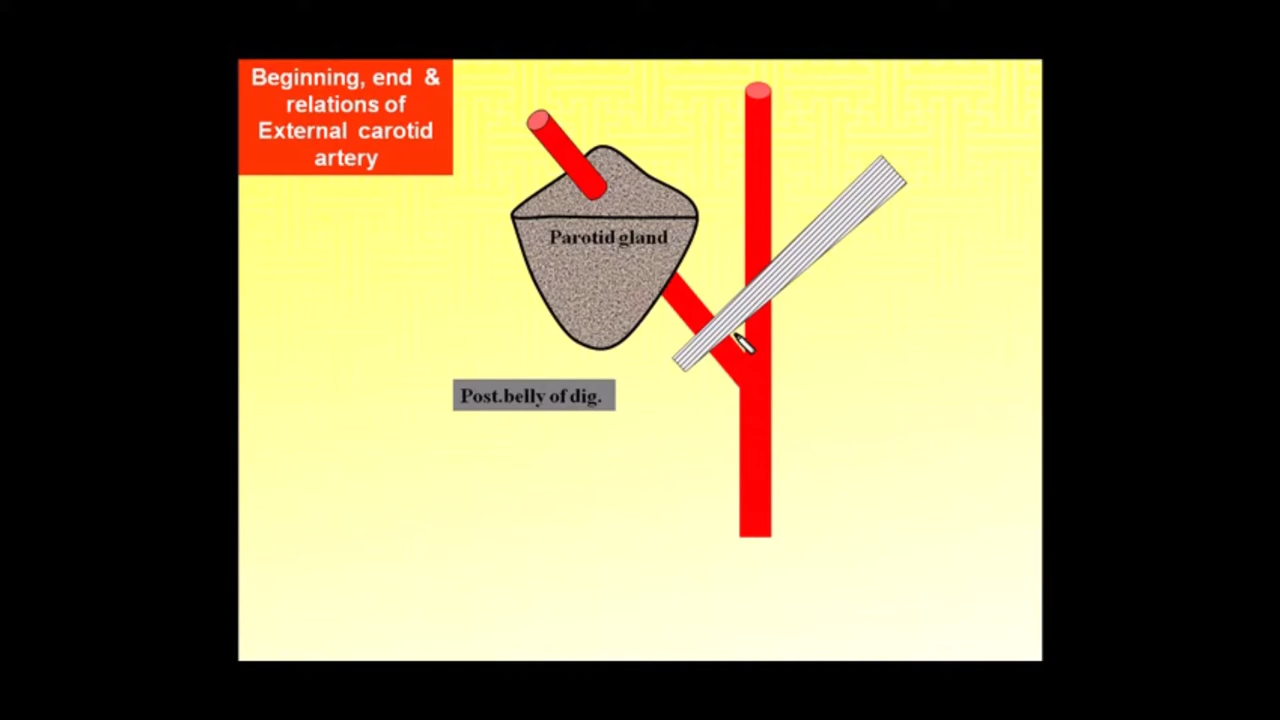 Beginning, end &
relations of
External carotid
artery
Parotid gland
Post.belly of dig.